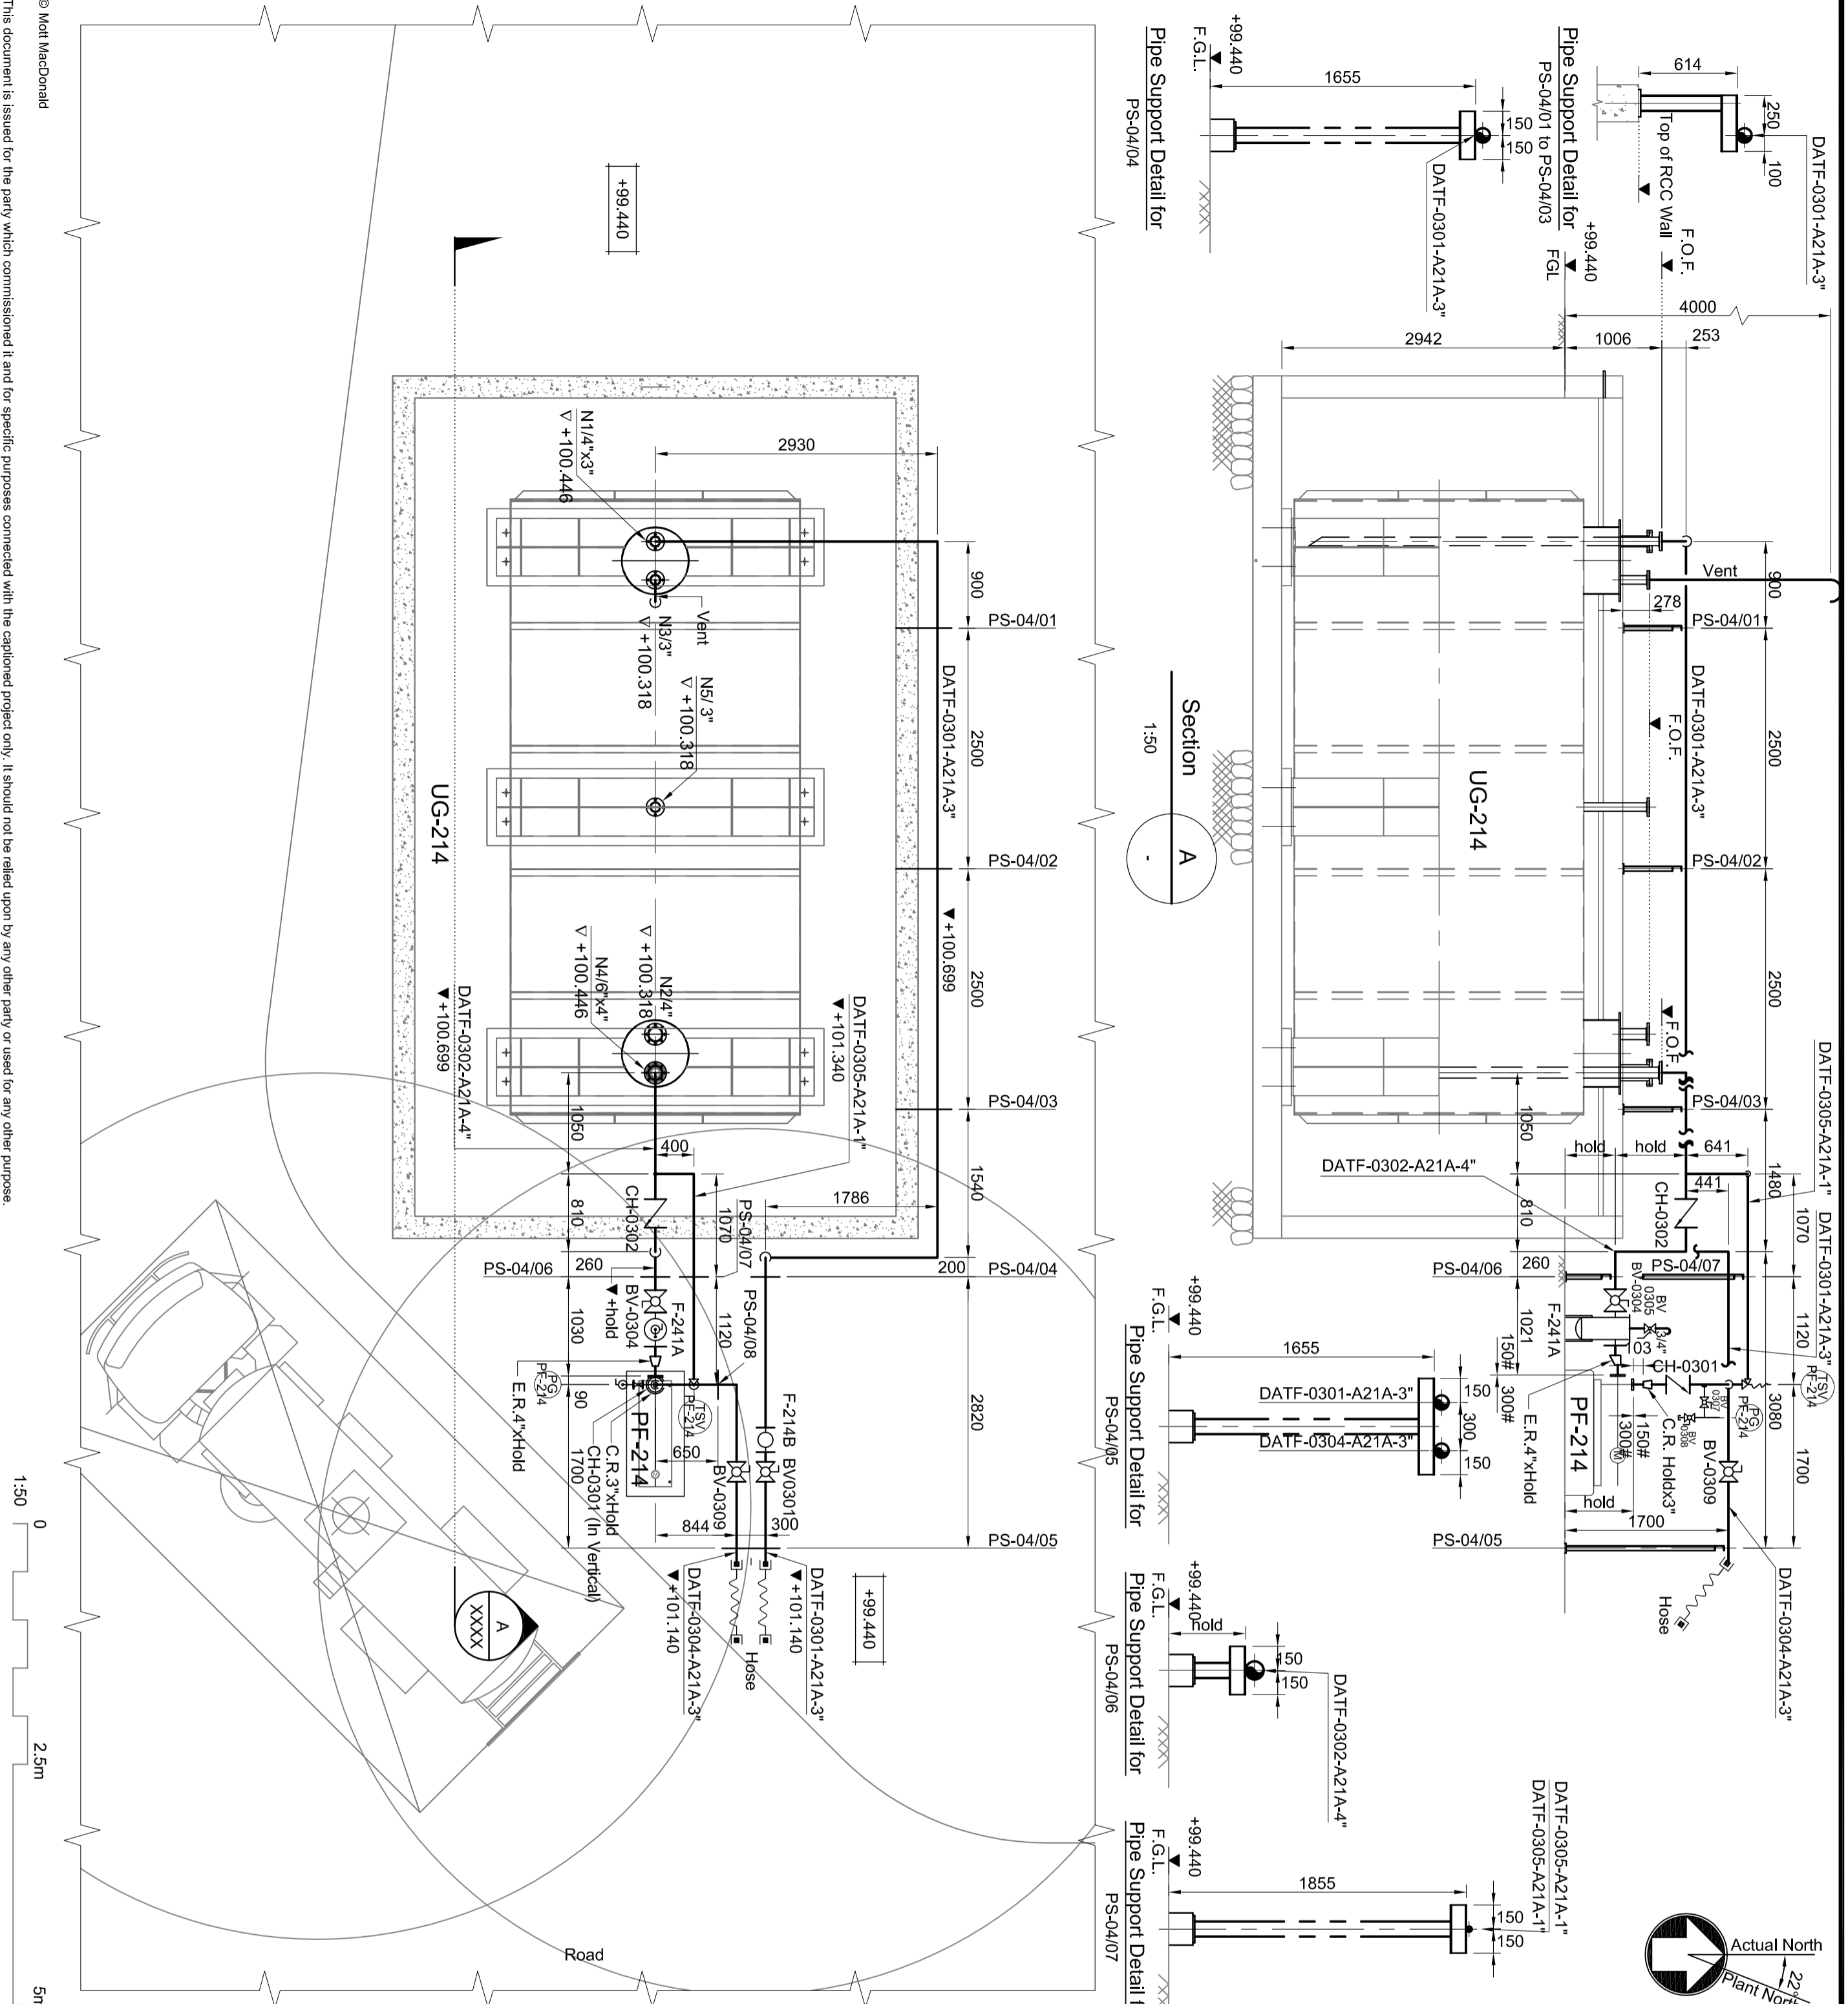 DATF-0301-A21A-3"
614
250
100
Top of RCC Wall
Pipe Support Detail for
PS-04/01 to PS-04/03
+99.440
F.G.L.
1655
150
150
DATF-0301-A21A-3"
Pipe Support Detail for
PS-04/04
F.O.F.
+99.440
FGL
4000
2942
1006
253
900
Vent
278
PS-04/01
2500
DATF-0301-A21A-3"
F.O.F.
PS-04/02
2500
UG-214
F.O.F.
PS-04/03
DATF-0305-A21A-1"
1050
hold
hold
641
1480
1070
DATF-0302-A21A-4"
441
DATF-0301-A21A-3"
CH-0302
810
260
PS-04/06
PS-04/07
BV-0304
BV
0305
F-241A
3/4"
1021
1120
103
CH-0301
TSV
PF-214
PG
PF-214
3080
150#
300#
E.R.4"xHold
PF-214
C.R. Holdx3"
150#
300#
M
BV
0307
BV
0308
BV-0309
hold
1700
1700
PS-04/05
DATF-0304-A21A-3"
Hose
Section
1:50
A
-
+99.440
F.G.L.
1655
DATF-0301-A21A-3"
DATF-0304-A21A-3"
150
300
150
Pipe Support Detail for
PS-04/05
+99.440
F.G.L.
hold
150
150
DATF-0302-A21A-4"
Pipe Support Detail for
PS-04/06
DATF-0305-A21A-1"
DATF-0305-A21A-1"
+99.440
F.G.L.
1855
150
150
Pipe Support Detail f
PS-04/07
Actual North
22°
Plant North
+99.440
2930
N1/4"x3"
+100.446
Vent
N3/3"
+100.318
N5/ 3"
+100.318
900
PS-04/01
DATF-0301-A21A-3"
2500
PS-04/02
+100.699
2500
UG-214
N2/4"
+100.318
N4/6"x4"
+100.446
DATF-0305-A21A-1"
+101.340
DATF-0302-A21A-4"
+100.699
PS-04/03
1050
400
1540
1786
810
CH-0302
1070
PS-04/07
PS-04/06
260
200
PS-04/04
+hold
BV-0304
F-241A
1120
PS-04/08
1030
E.R.4"xHold
PG
PF-214
90
TSV
PF-214
PF-214
650
2820
F-214B
BV0301
BV-0309
C.R.3"xHold
CH-0301 (In Vertical)
1700
844
300
PS-04/05
DATF-0301-A21A-3"
+101.140
DATF-0304-A21A-3"
+101.140
Hose
+99.440
A
XXXX
Road
1:50
0
2.5m
5m
© Mott MacDonald
This document is issued for the party which commissioned it and for specific purposes connected with the captioned project only. It should not be relied upon by any other party or used for any other purpose.